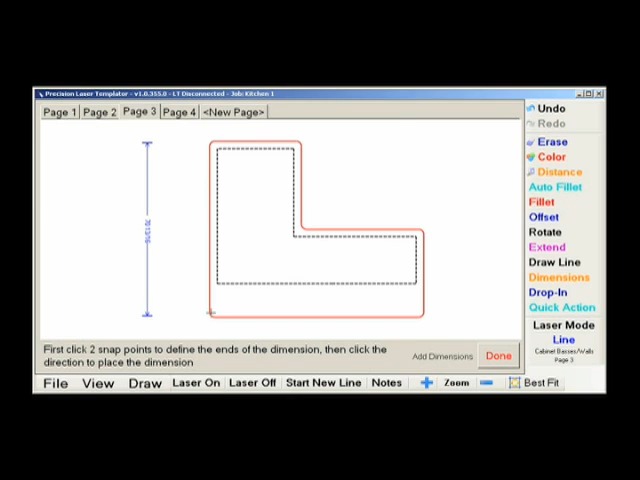 Precision Laser Templator - v1.0.355.0 - LT Disconnected - Job: Kitchen 1
Page 1 Page 2 Page 3 Page 4 <New Page>
Undo
Redo
Erase
Color
Distance
Auto Fillet
Fillet
Offset
Rotate
Extend
Draw Line
Dimensions
Drop-In
Quick Action
Laser Mode
Line
Cabinet Basses/Walls
Page 3
70 13/16
First click 2 snap points to define the ends of the dimension, then click the
direction to place the dimension
Add Dimensions
Done
File View Draw Laser On Laser Off Start New Line Notes Zoom Best Fit